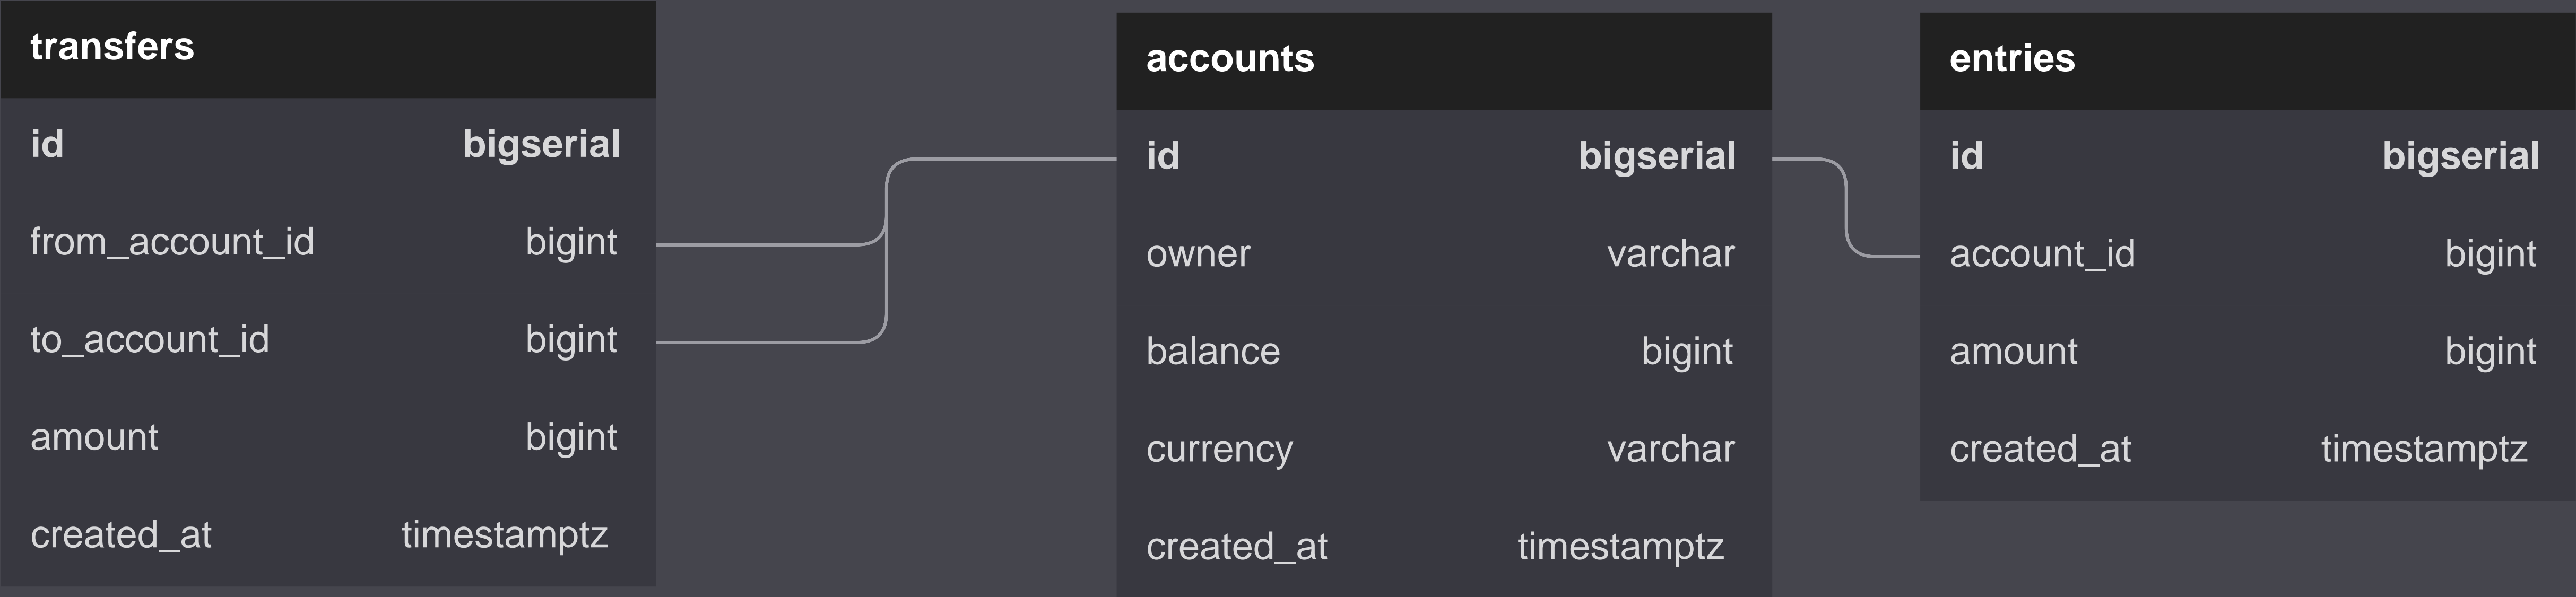 transfers
id bigserial
from_account_id bigint
to_account_id bigint
amount bigint
created_at timestamptz
accounts
id bigserial
owner varchar
balance bigint
currency varchar
created_at timestamptz
entries
id bigserial
account_id bigint
amount bigint
created_at timestamptz